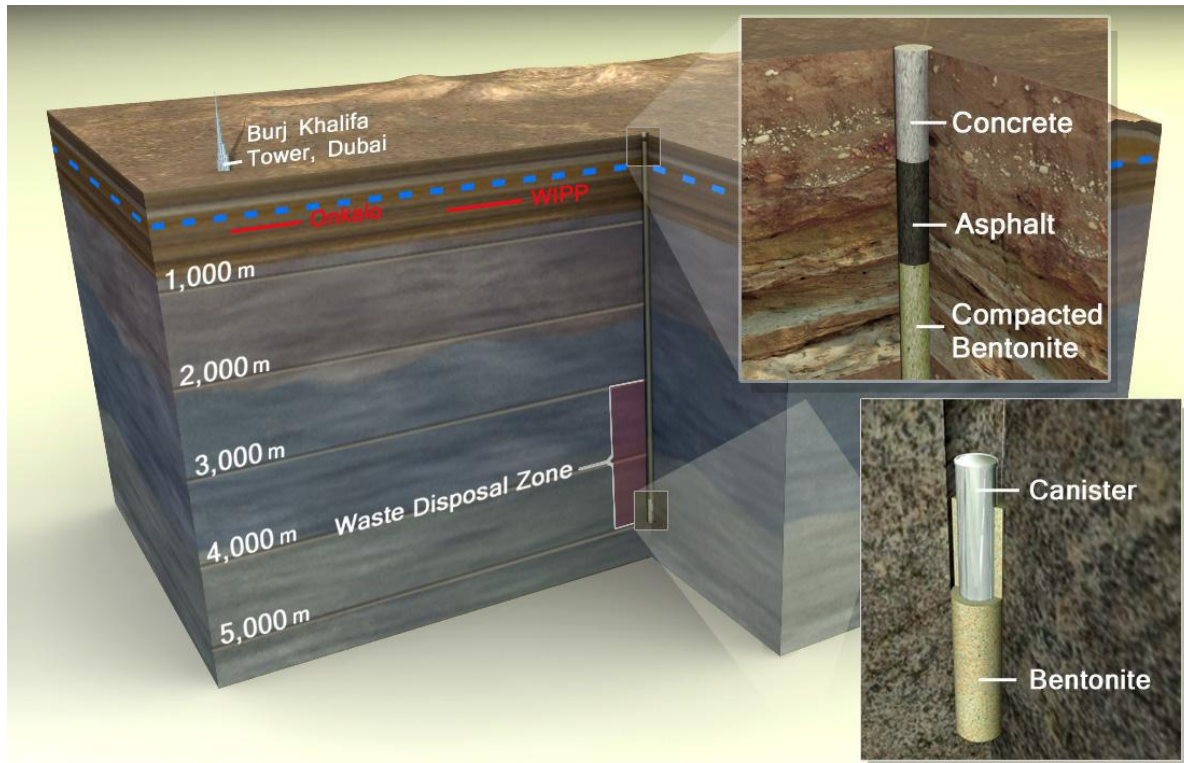 Burj Khalifa
Tower, Dubai
Onkalo
WIPP
1,000 m
2,000 m
3,000 m
Waste Disposal Zone
4,000 m
5,000 m
Concrete
Asphalt
Compacted
Bentonite
Canister
Bentonite